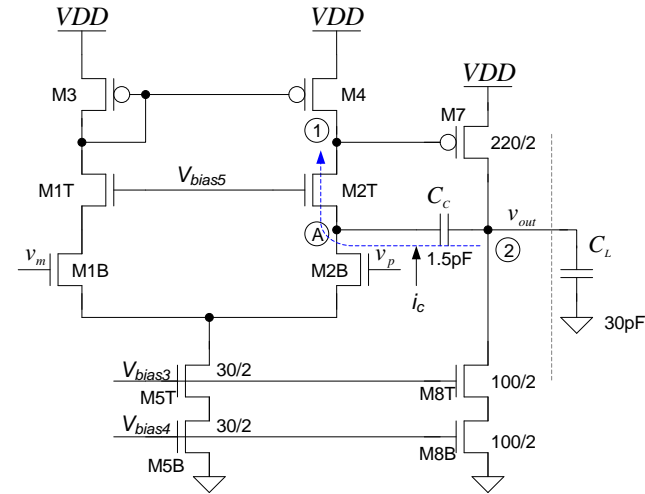 VDD VDD
VDD
M3 M4
M7
1 220/2
M1T Vbias5 M2T
CC vout
A 2 CL
vm M1B M2B vp 1.5pF
ic
30pF
Vbias3 30/2 100/2
M5T M8T
Vbias4 30/2 100/2
M5B M8B